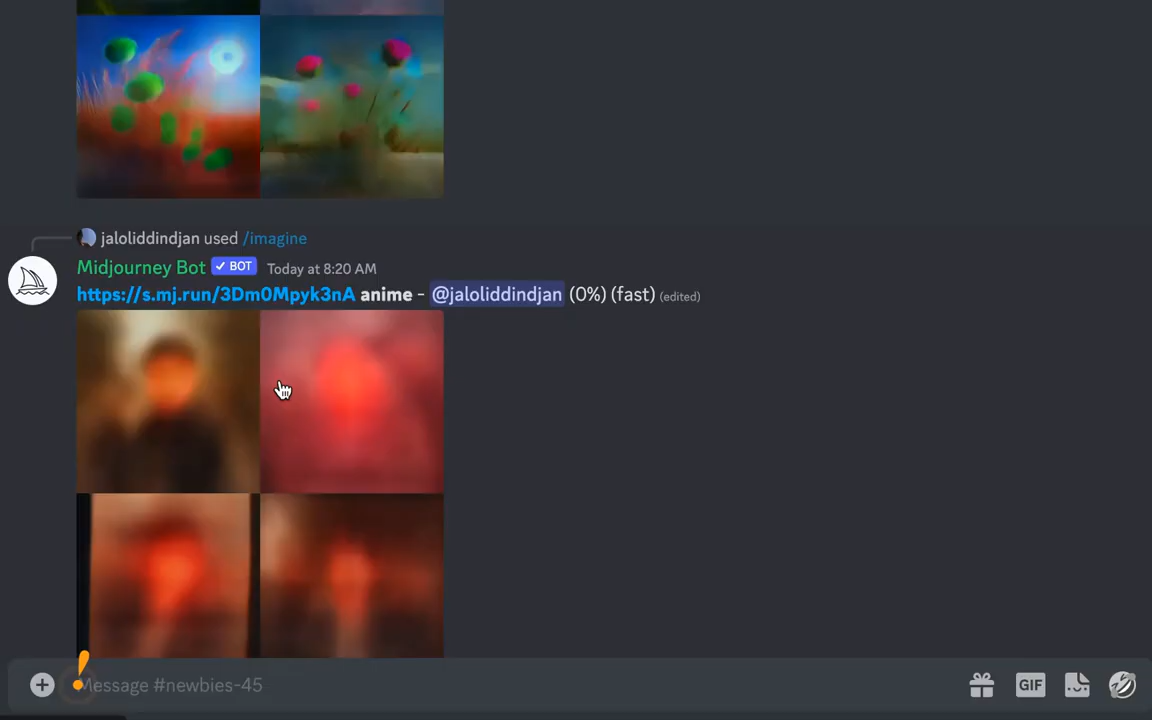 jaloliddindjan used /imagine
Midjourney Bot ✓ BOT Today at 8:20 AM
https://s.mj.run/3Dm0Mpyk3nA anime - @jaloliddindjan (0%) (fast) (edited)
Message #newbies-45
GIF